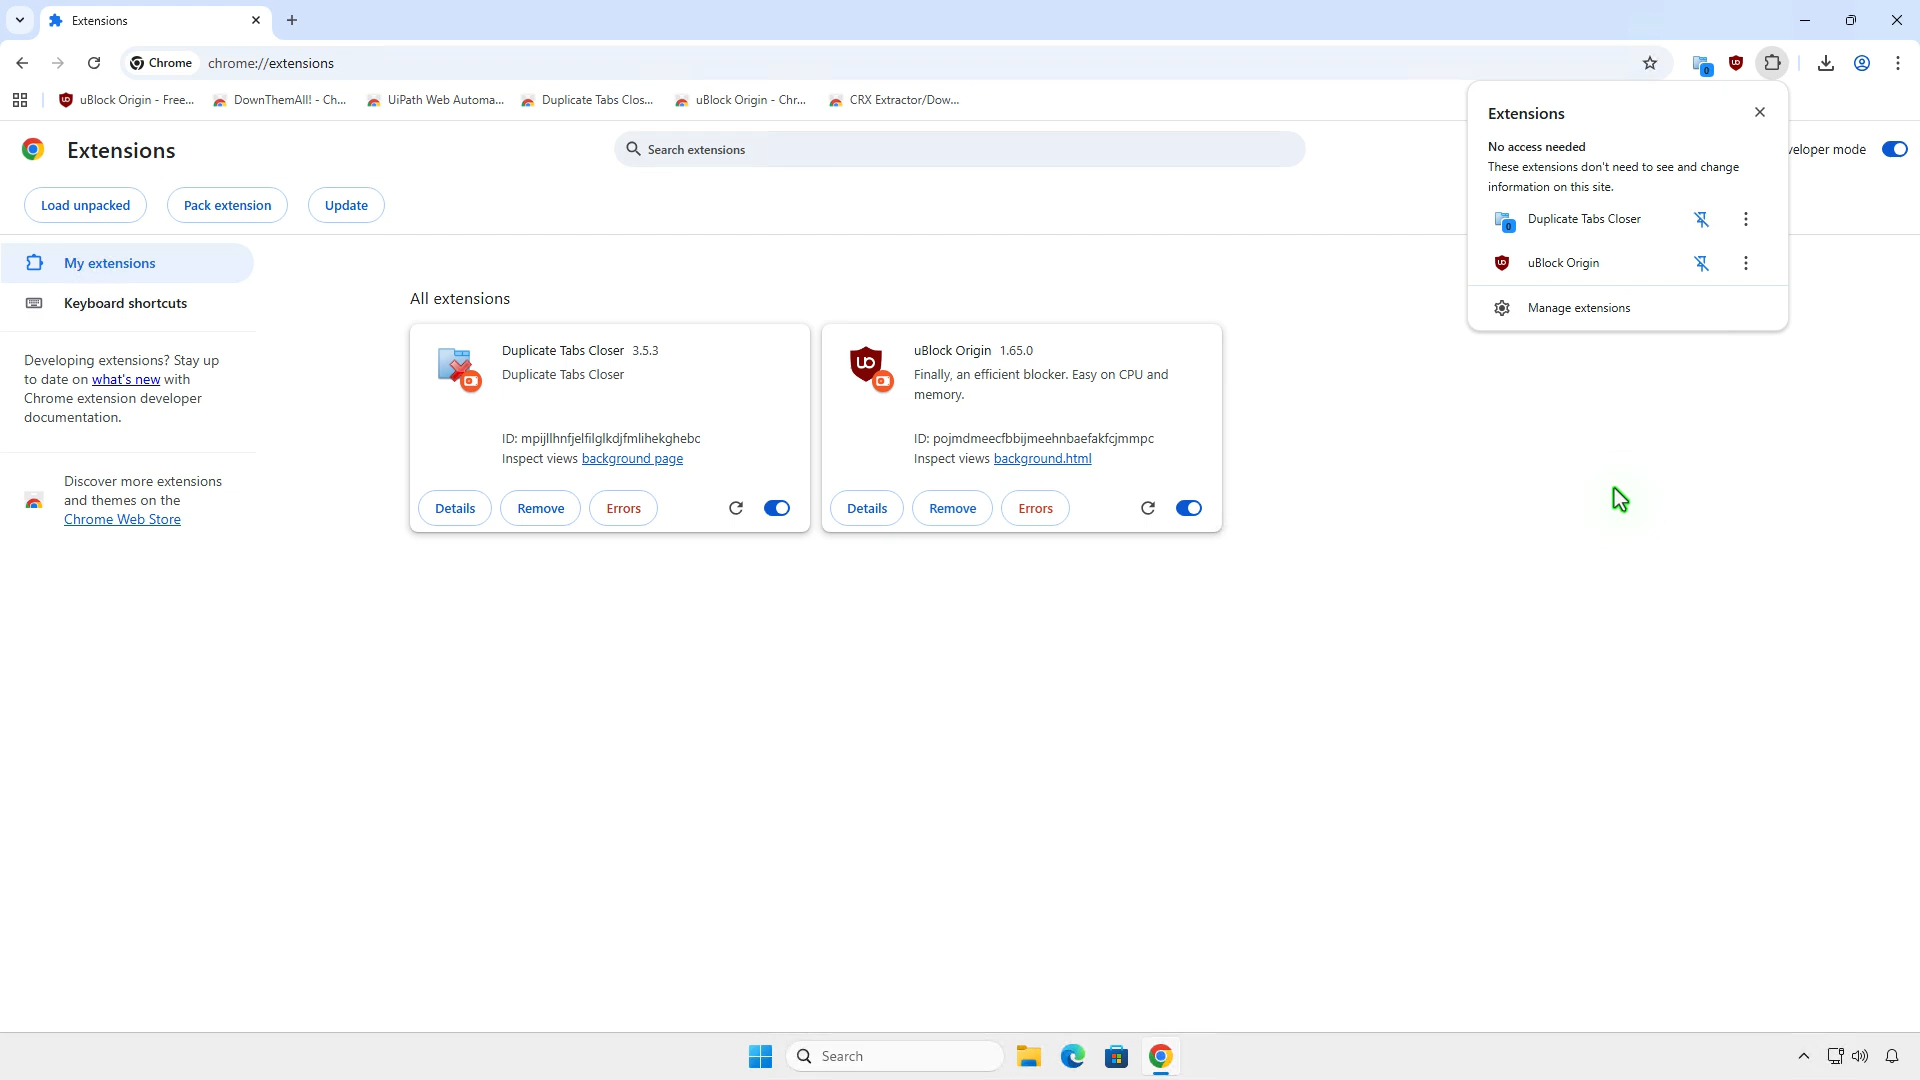 Extensions
Chrome
chrome://extensions
0
uBlock Origin - Free...
DownThemAll! - Ch...
UiPath Web Automa...
Duplicate Tabs Clos...
uBlock Origin - Chr...
CRX Extractor/Dow...
Extensions
Search extensions
veloper mode
Load unpacked
Pack extension
Update
Extensions
No access needed
These extensions don't need to see and change
information on this site.
0
Duplicate Tabs Closer
uBlock Origin
Manage extensions
My extensions
Keyboard shortcuts
Developing extensions? Stay up
to date on what's new with
Chrome extension developer
documentation.
Discover more extensions
and themes on the
Chrome Web Store
All extensions
Duplicate Tabs Closer 3.5.3
Duplicate Tabs Closer
ID: mpijllhnfjelfilglkdjfmlihekghebc
Inspect views background page
Details
Remove
Errors
uBlock Origin 1.65.0
Finally, an efficient blocker. Easy on CPU and
memory.
ID: pojmdmeecfbbijmeehnbaefakfcjmmpc
Inspect views background.html
Details
Remove
Errors
Search